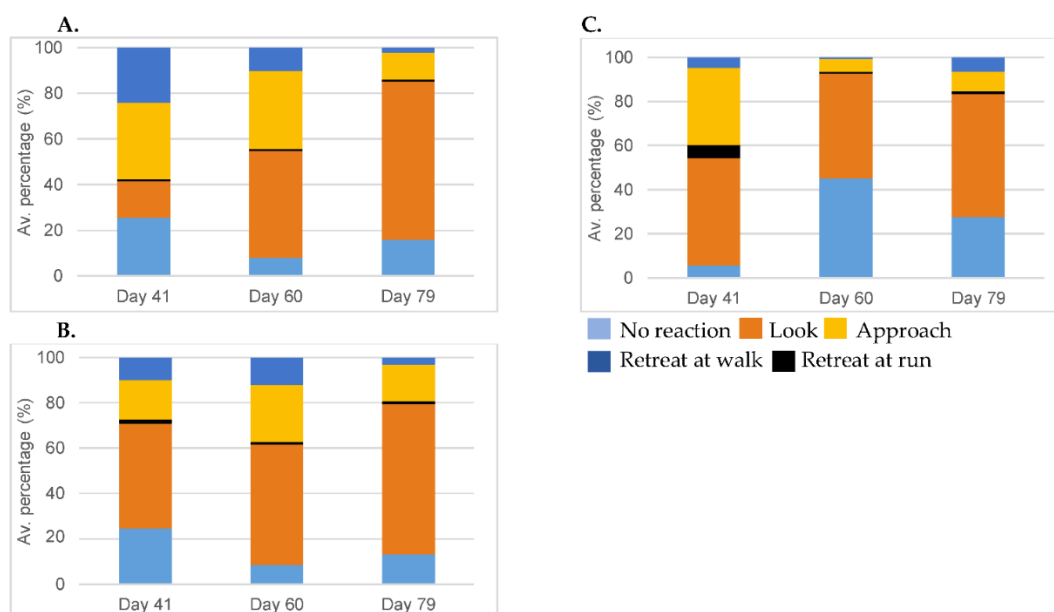 A.
100
80
60
40
20
0
Av. percentage (%)
Day 41 Day 60 Day 79
B.
100
80
60
40
20
0
Av. percentage (%)
Day 41 Day 60 Day 79
C.
100
80
60
40
20
0
Av. percentage (%)
Day 41 Day 60 Day 79
No reaction Look Approach
Retreat at walk Retreat at run